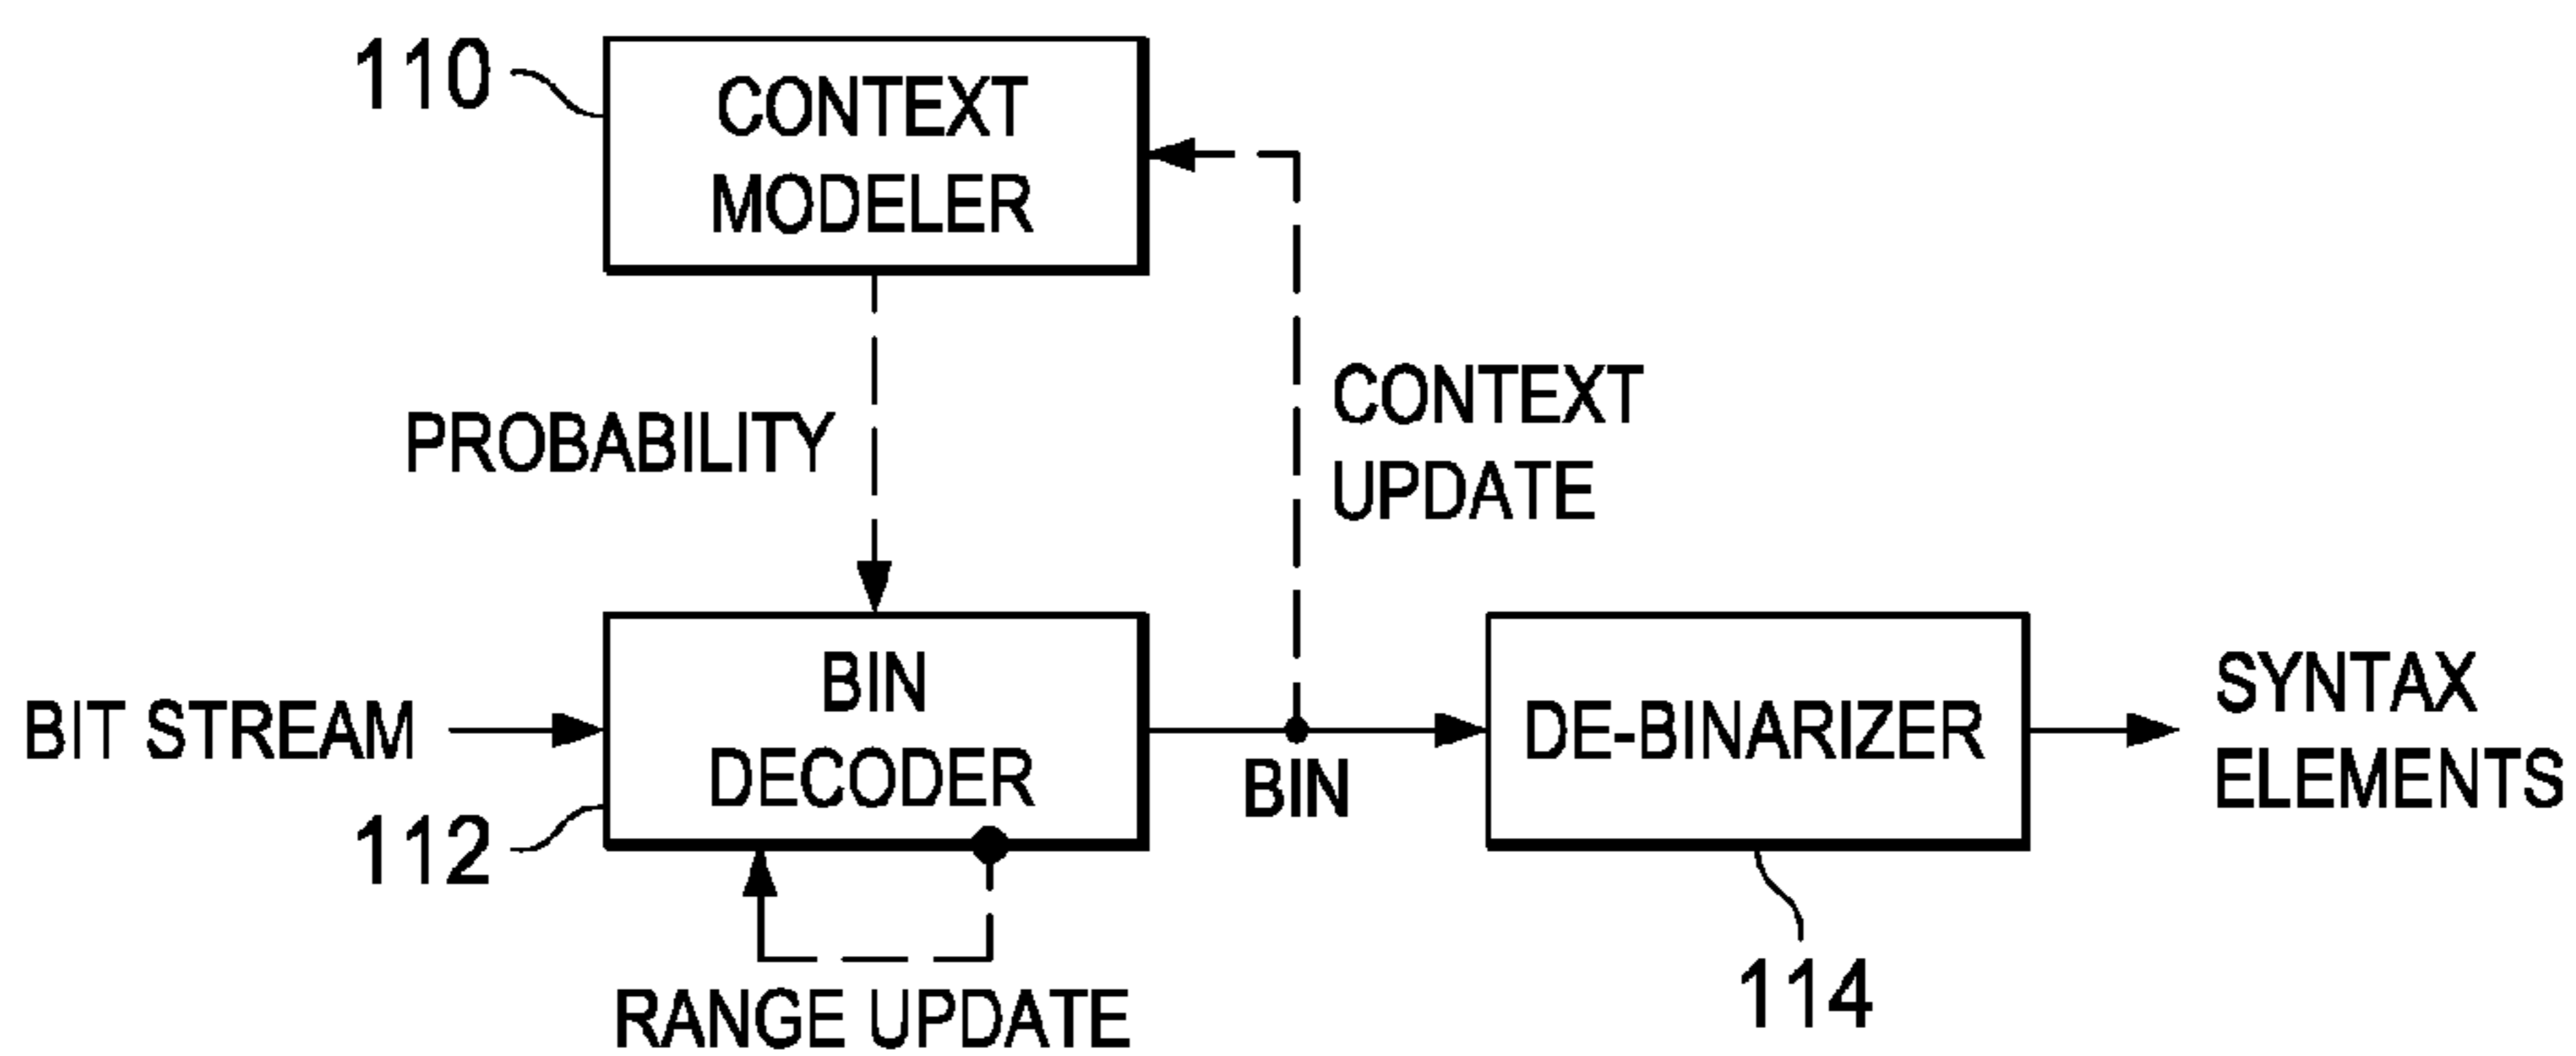 110
CONTEXT
MODELER
PROBABILITY
CONTEXT
UPDATE
BIT STREAM
112
BIN
DECODER
RANGE UPDATE
BIN
DE-BINARIZER
114
SYNTAX
ELEMENTS